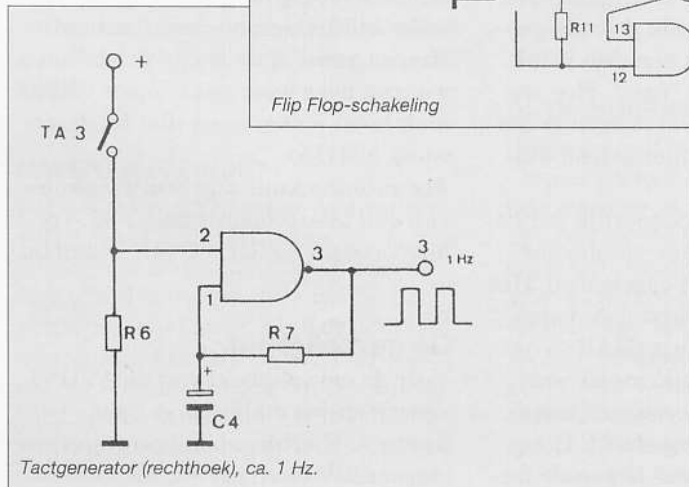 R11
13
12
Flip Flop-schakeling
+
TA 3
2
3
3
1 Hz
1
R6
R7
+
C4
Tactgenerator (rechthoek), ca. 1 Hz.